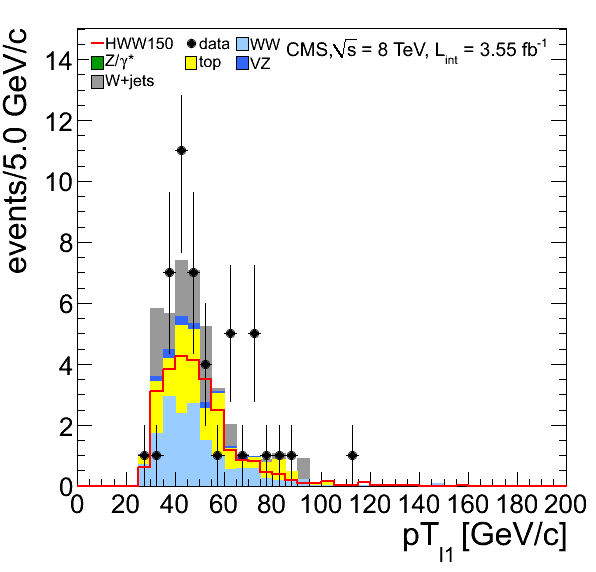 events/5.0 GeV/c
HWW150 data WW
Z/γ* top VZ
W+jets
CMS,√s = 8 TeV, L_int = 3.55 fb⁻¹
14
12
10
8
6
4
2
0
0 20 40 60 80 100 120 140 160 180 200
pT_l1 [GeV/c]